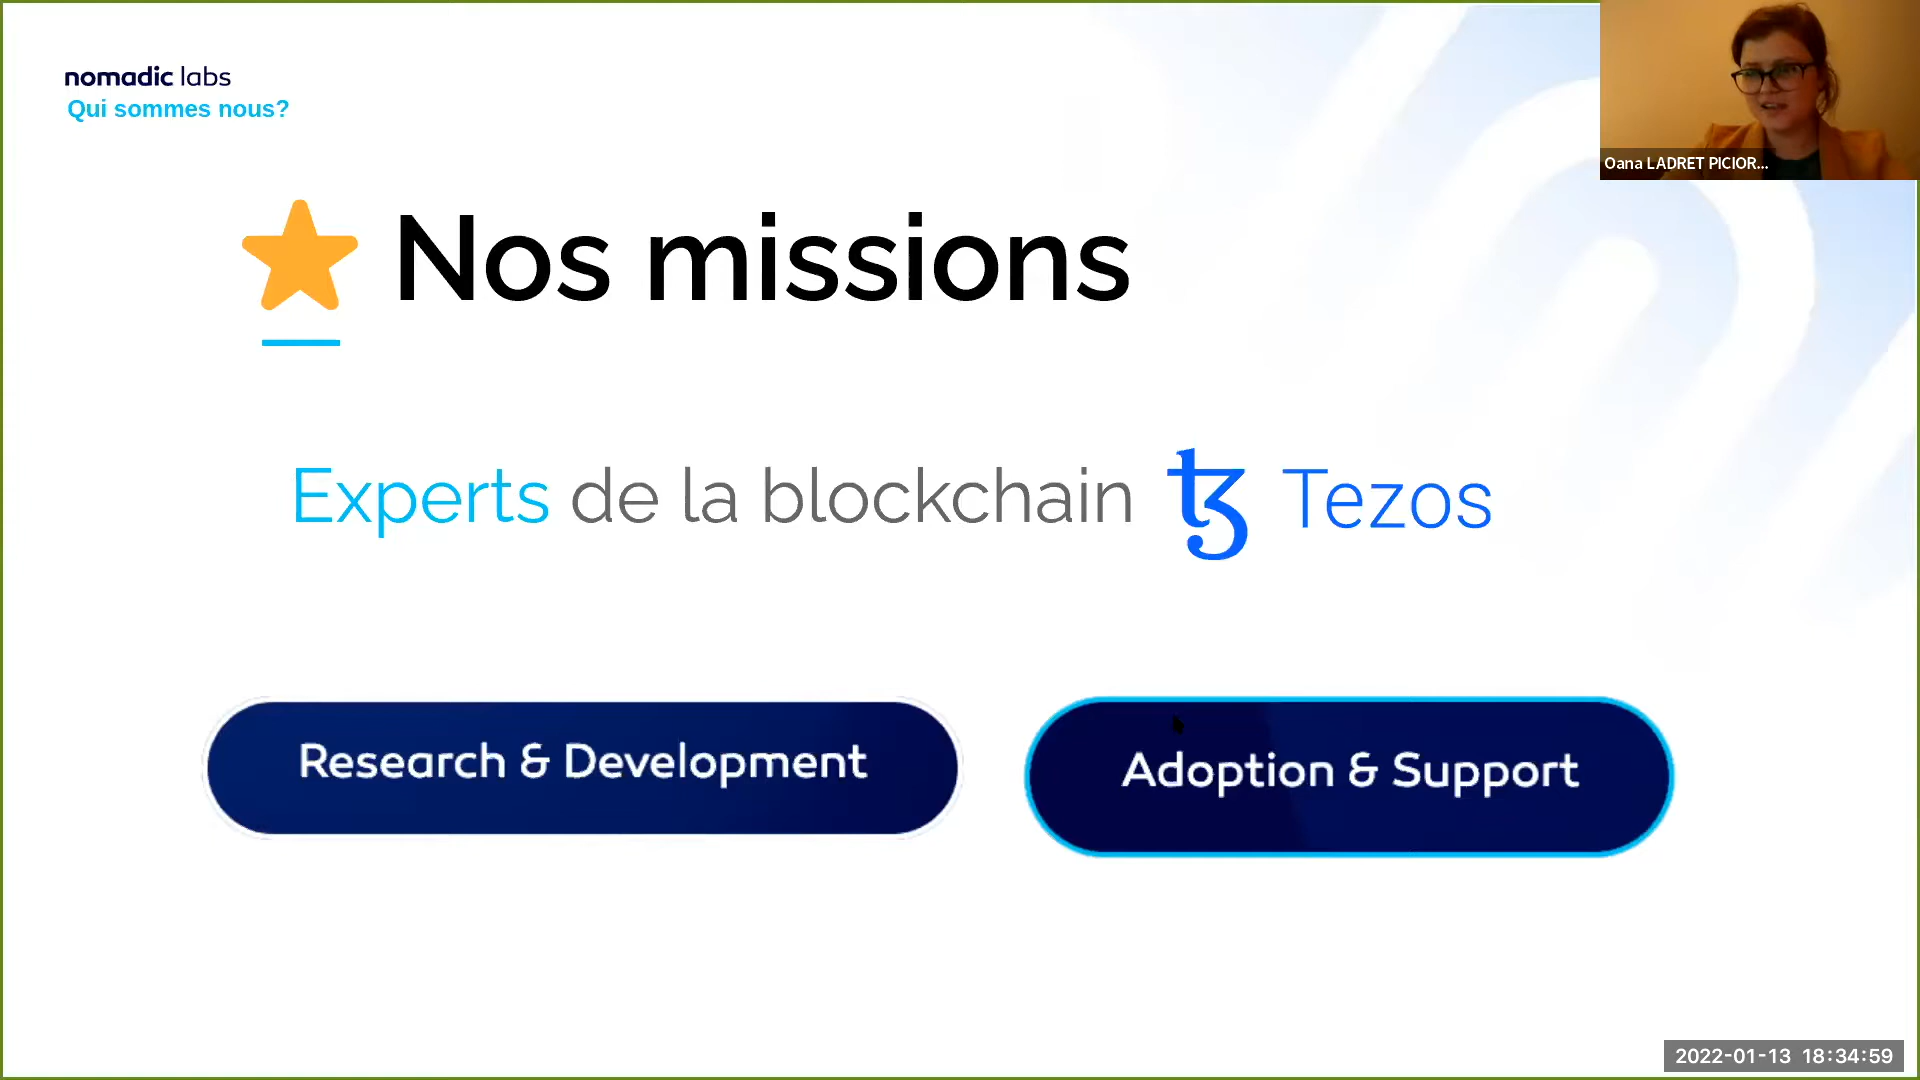 nomadic labs
Qui sommes nous?
Oana LADRET PICIOR...
Nos missions
Experts de la blockchain Tezos
Research & Development
Adoption & Support
2022-01-13 18:34:59